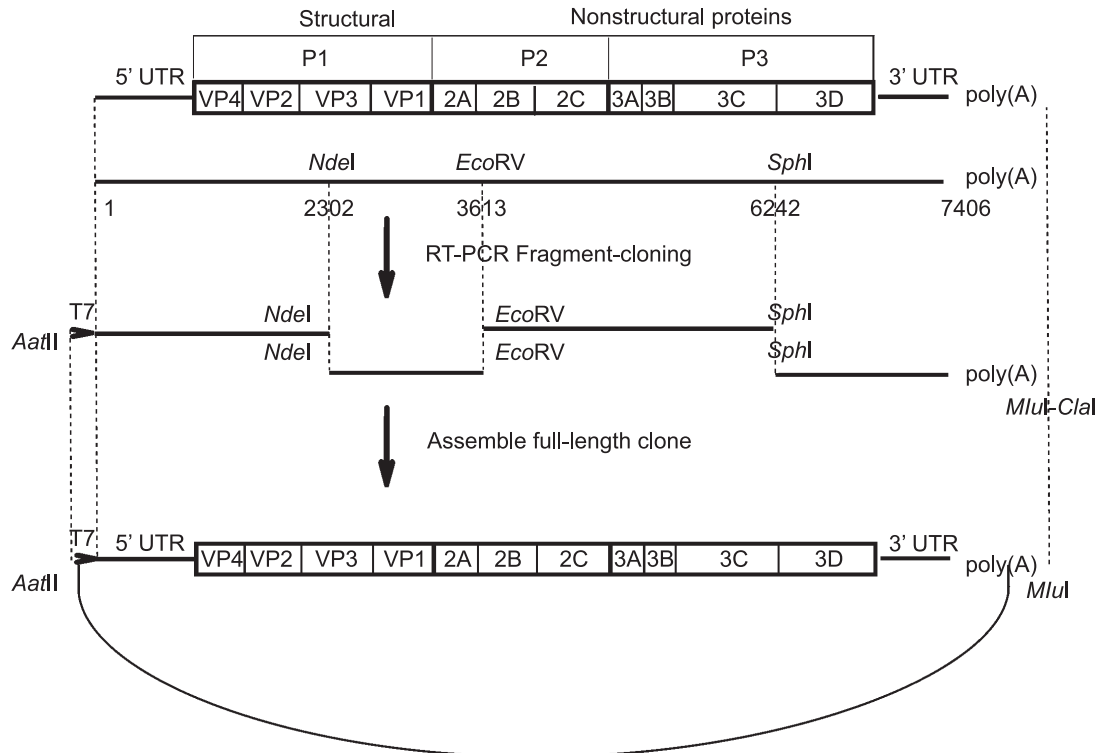 Structural Nonstructural proteins
P1 P2 P3
5’ UTR 3’ UTR
VP4 VP2 VP3 VP1 2A 2B 2C 3A 3B 3C 3D poly(A)
NdeI EcoRV SphI
poly(A)
1 2302 3613 6242 7406
RT-PCR Fragment-cloning
T7
AatII NdeI EcoRV SphI
NdeI EcoRV SphI
poly(A)
MluI-ClaI
Assemble full-length clone
T7 5’ UTR 3’ UTR
VP4 VP2 VP3 VP1 2A 2B 2C 3A 3B 3C 3D poly(A)
AatII MluI